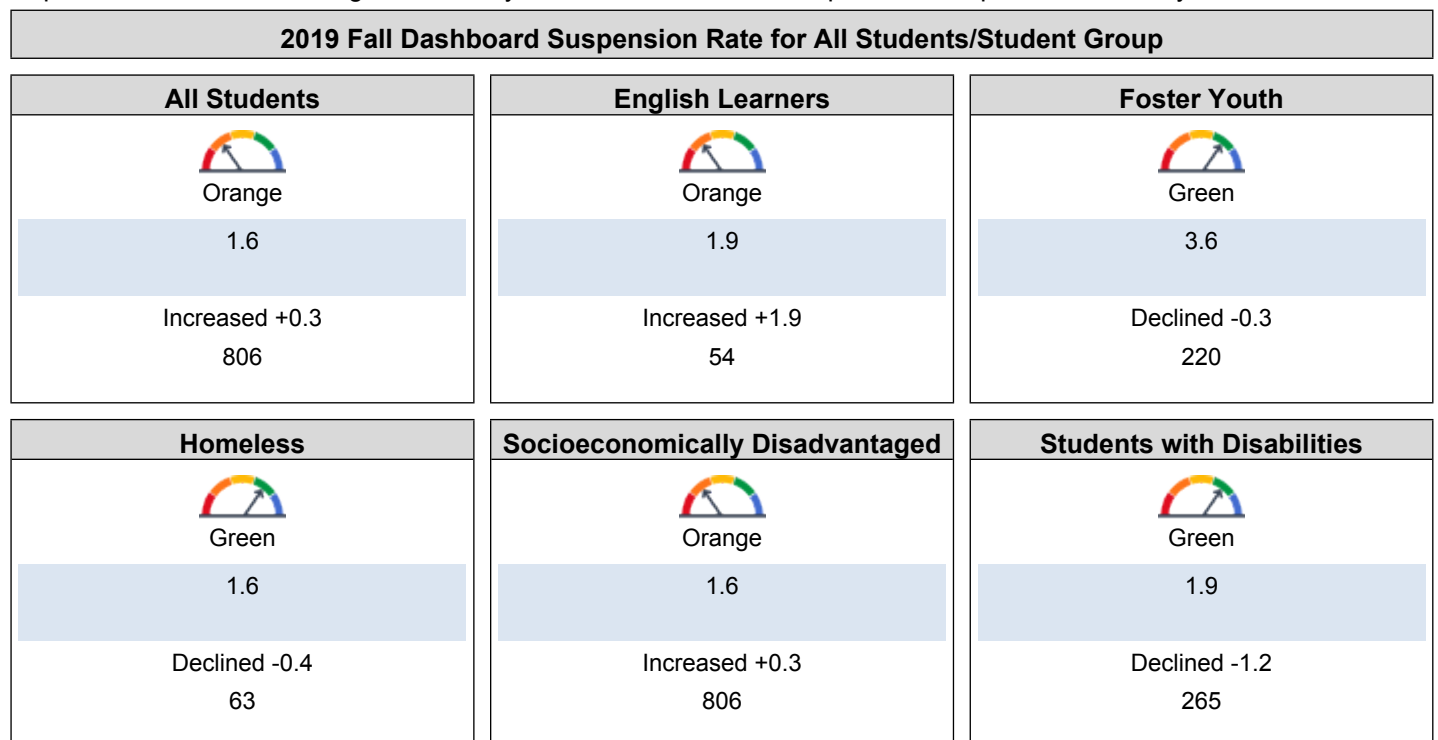 2019 Fall Dashboard Suspension Rate for All Students/Student Group
All Students
English Learners
Foster Youth
Orange
Orange
Green
1.6
1.9
3.6
Increased +0.3
Increased +1.9
Declined -0.3
806
54
220
Homeless
Socioeconomically Disadvantaged
Students with Disabilities
Green
Orange
Green
1.6
1.6
1.9
Declined -0.4
Increased +0.3
Declined -1.2
63
806
265